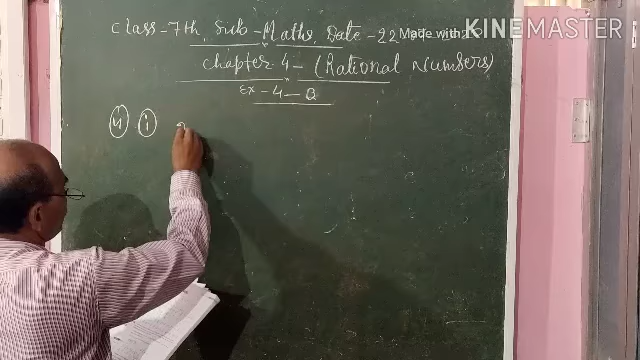 Class-7th, Sub-Maths, Date-22
Made with KINEMASTER
Chapter 4 - (Rational Numbers)
Ex - 4 - B
4 i